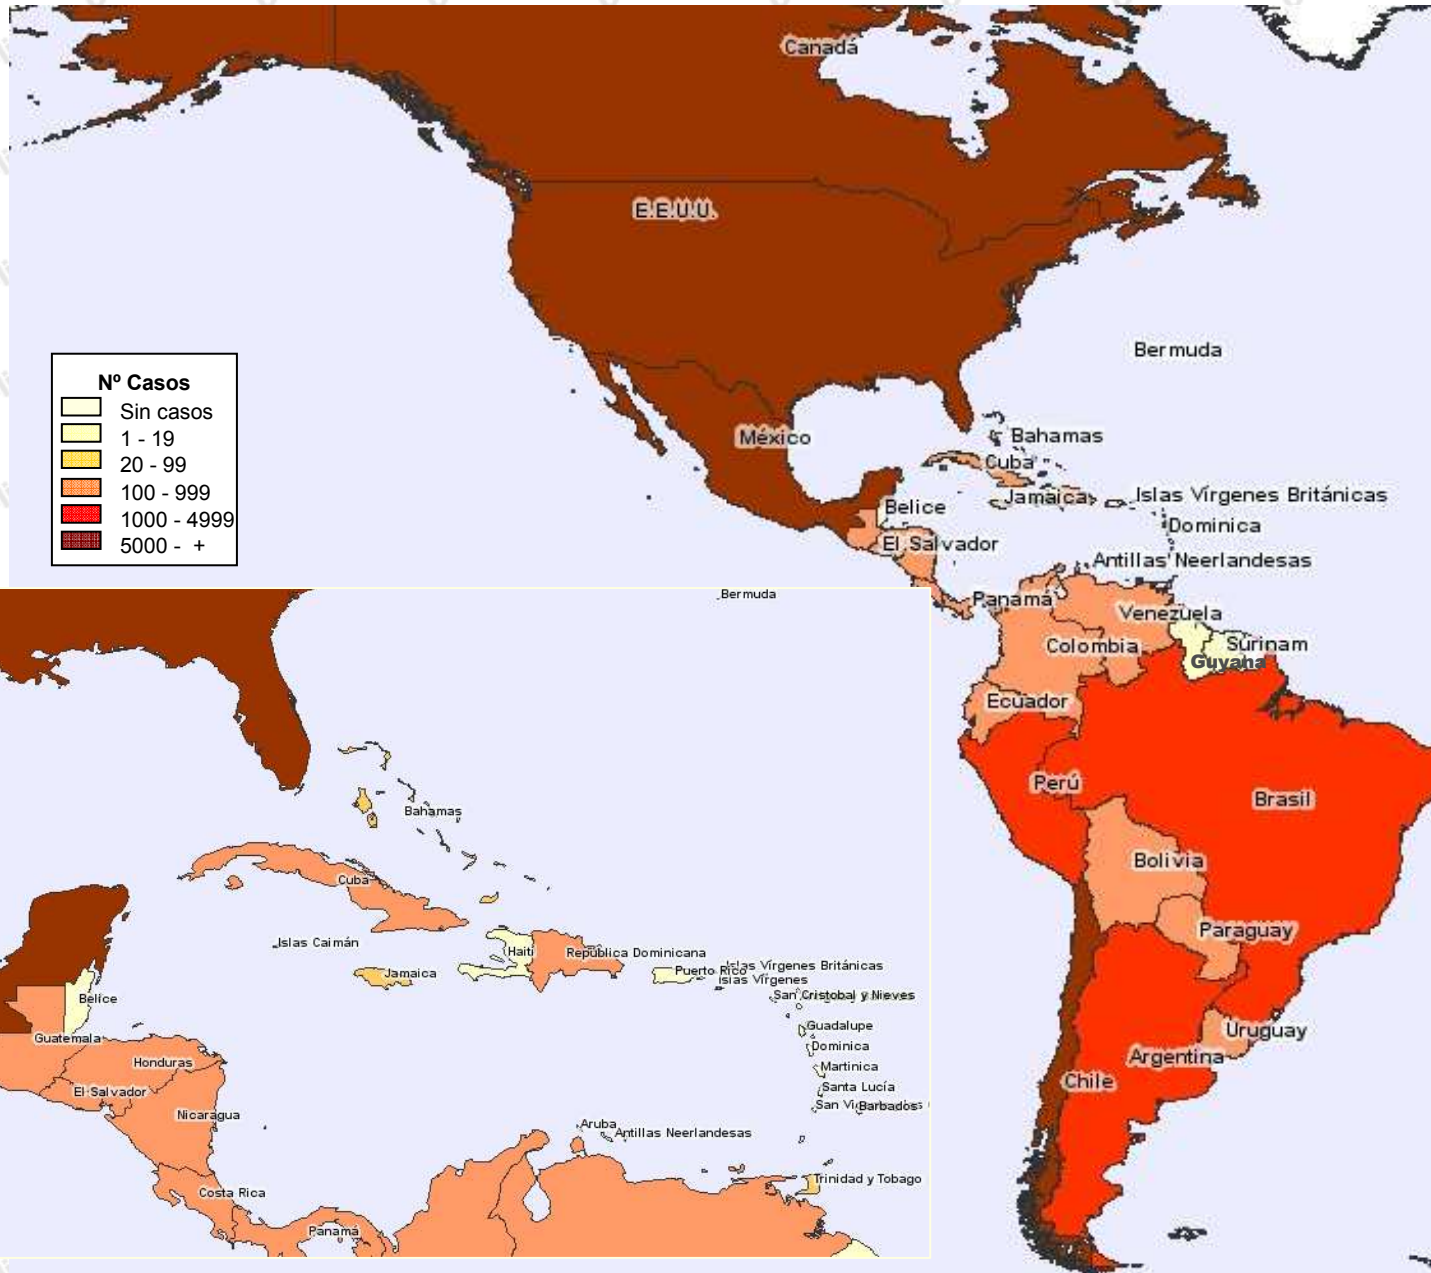 Canadá
E.E.U.U.
Bermuda
Nº Casos
Sin casos
1 - 19
20 - 99
100 - 999
1000 - 4999
5000 - +
México
Bahamas
Cuba
Jamaica
Islas Vírgenes Británicas
Belice
Dominica
El Salvador
Antillas Neerlandesas
Panamá
Venezuela
Colombia
Surinam
Guyana
Ecuador
Perú
Brasil
Bolivia
Paraguay
Uruguay
Argentina
Chile
Bermuda
Bahamas
Cuba
Islas Caimán
Haiti
República Dominicana
Jamaica
Puerto Rico
Islas Vírgenes Británicas
Islas Vírgenes
Belice
San Cristobal y Nieves
Guadalupe
Guatemala
Dominica
Honduras
Martinica
El Salvador
Santa Lucía
Nicaragua
San
Barbados
Aruba
Antillas Neerlandesas
Trinidad y Tobago
Costa Rica
Panamá